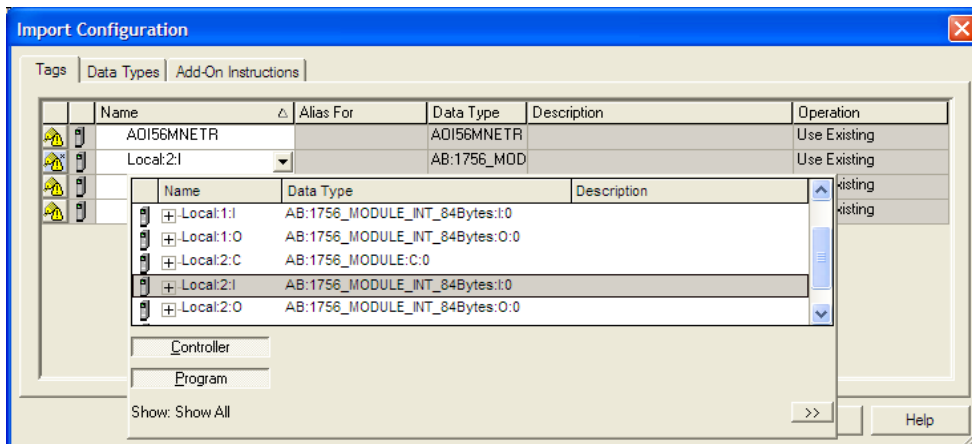 Import Configuration
Tags Data Types Add-On Instructions
Name Alias For Data Type Description Operation
AOI56MNETR AOI56MNETR Use Existing
Local:2:I AB:1756_MOD Use Existing
Name Data Type Description
Local:1:I AB:1756_MODULE_INT_84Bytes:I:0
Local:1:O AB:1756_MODULE_INT_84Bytes:O:0
Local:2:C AB:1756_MODULE:C:0
Local:2:I AB:1756_MODULE_INT_84Bytes:I:0
Local:2:O AB:1756_MODULE_INT_84Bytes:O:0
Controller
Program
Show: Show All >>
Help